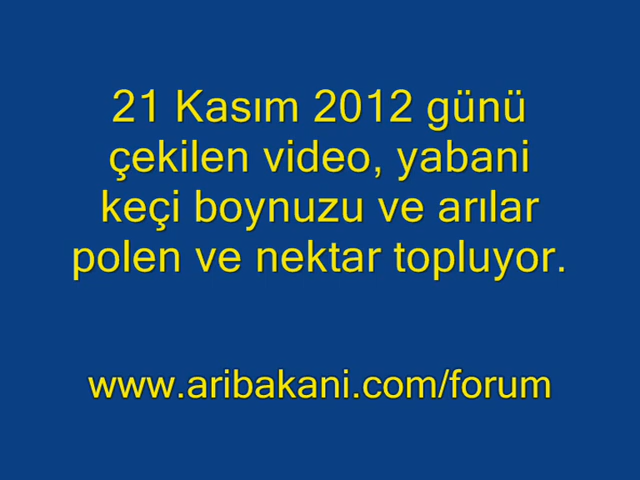 21 Kasım 2012 günü
çekilen video, yabani
keçi boynuzu ve arılar
polen ve nektar topluyor.
www.aribakani.com/forum